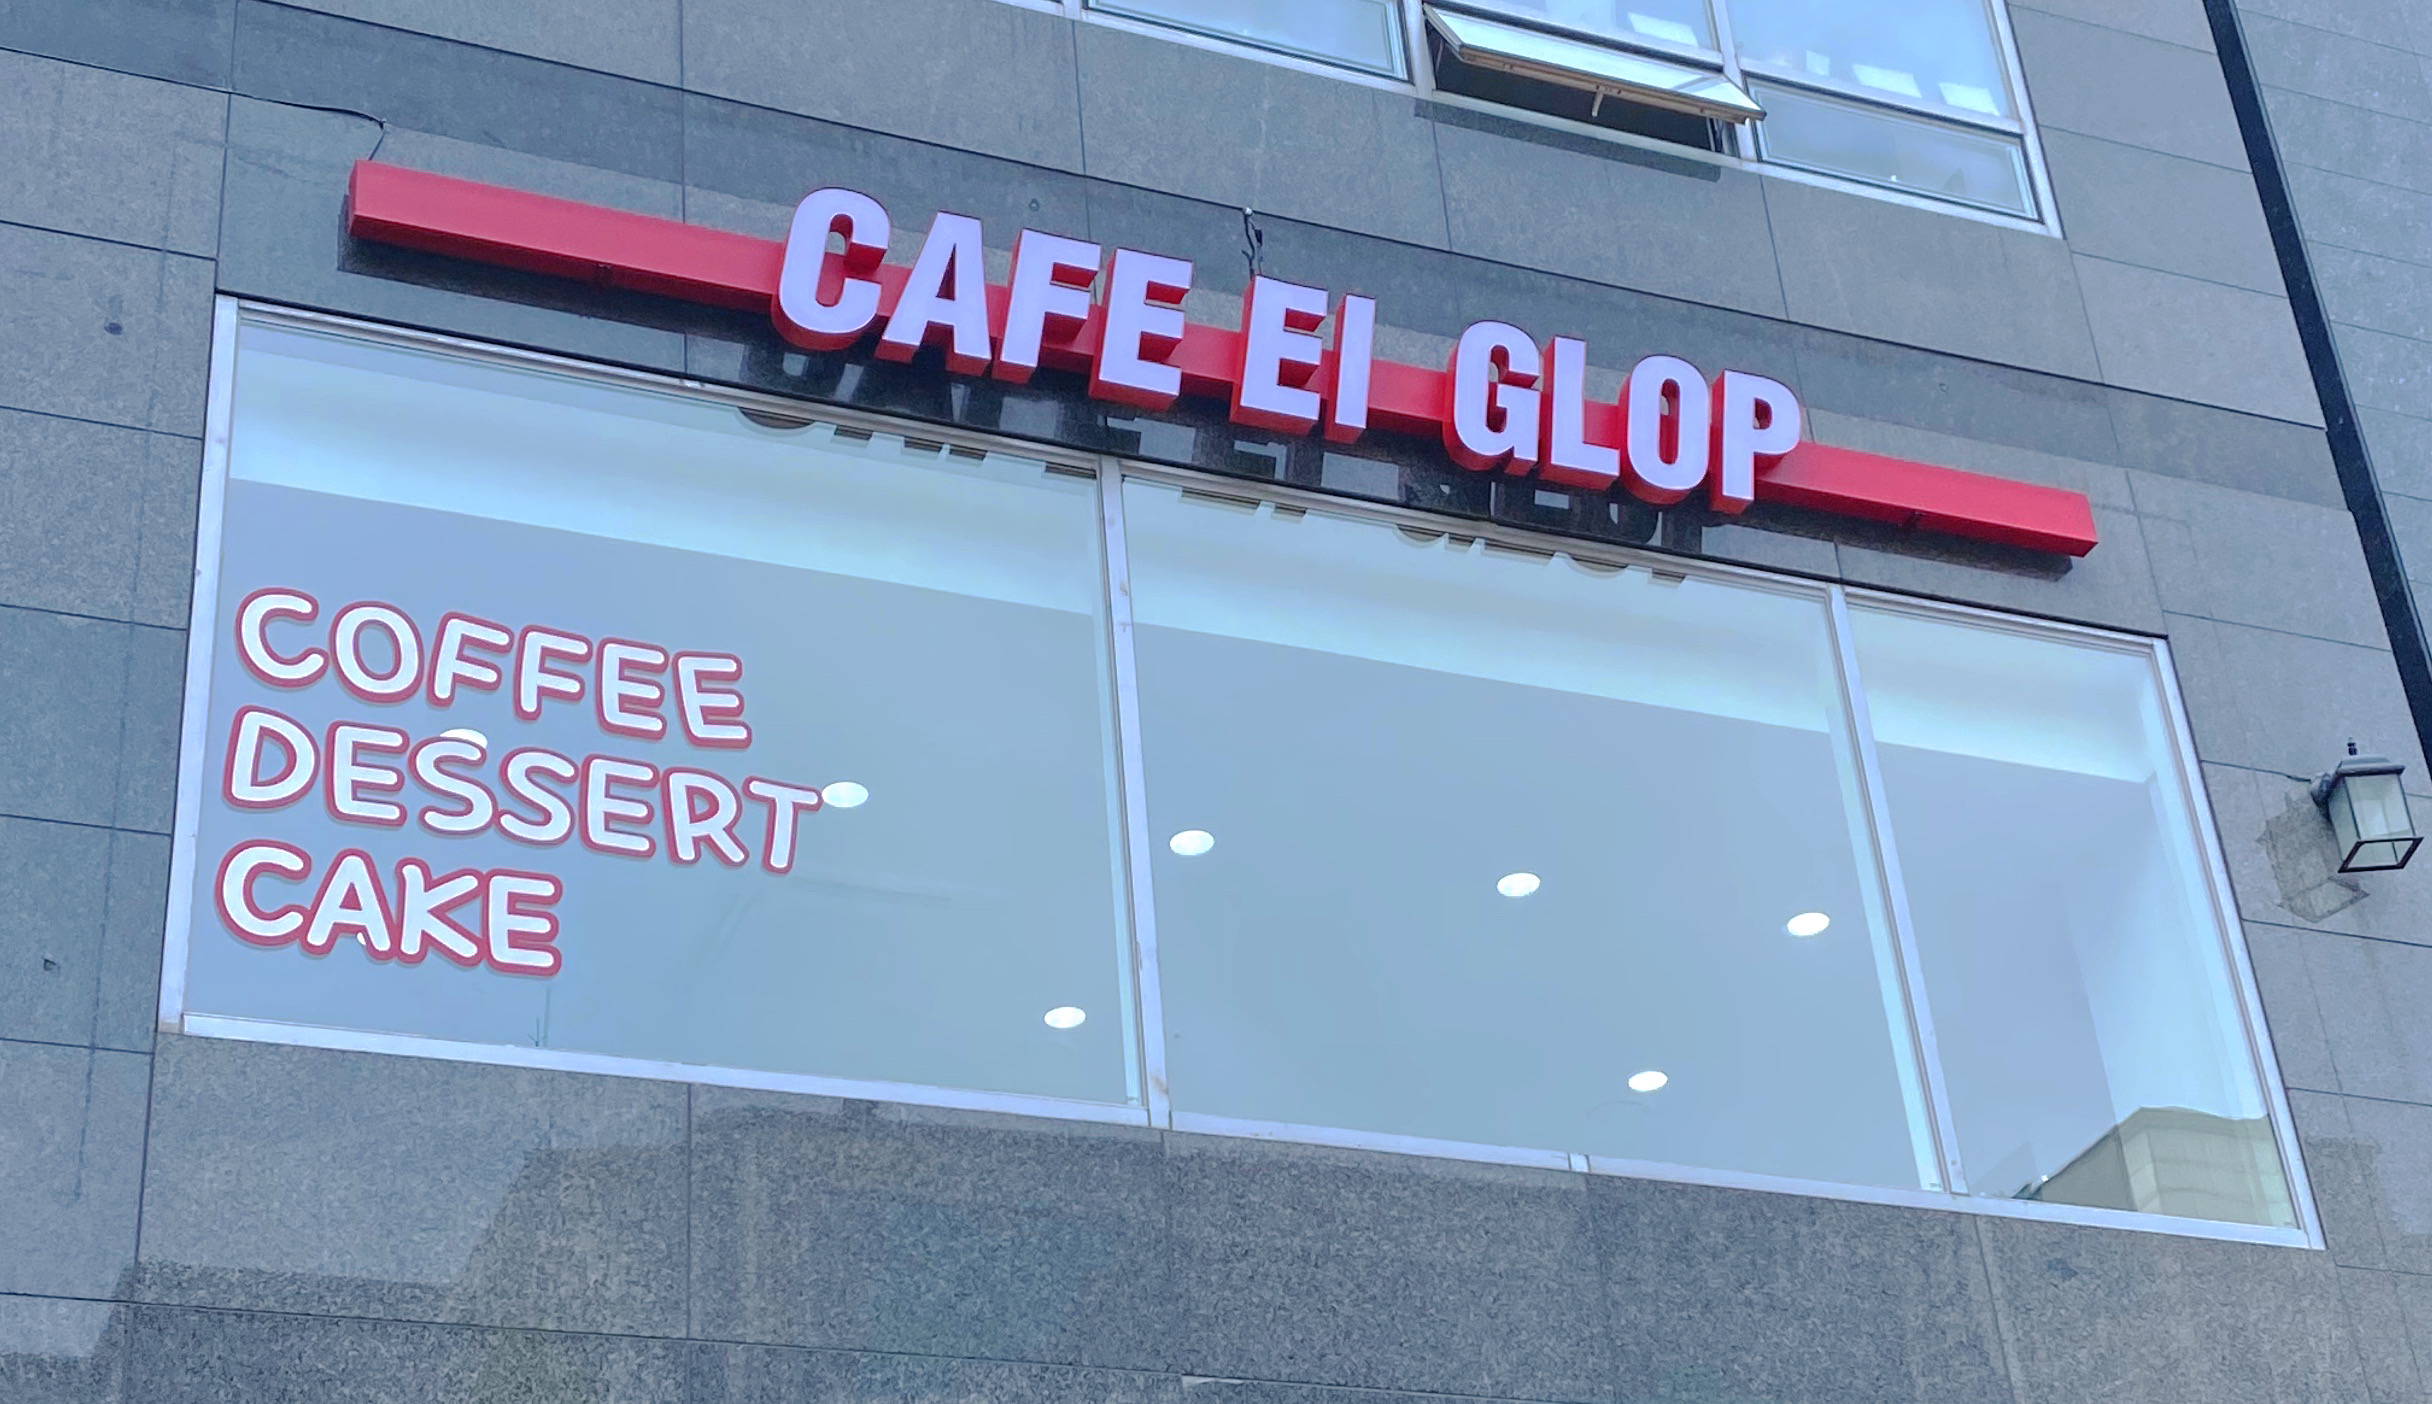 CAFE EI GLOP
COFFEE
DESSERT
CAKE